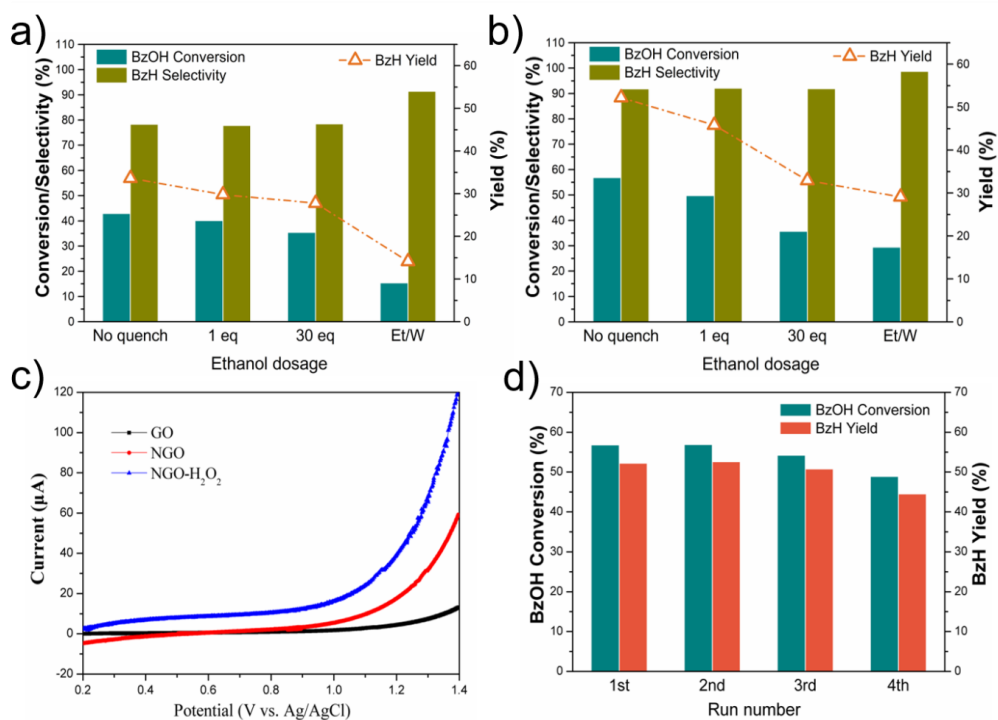 a)
Conversion/Selectivity (%)
110
100
90
80
70
60
50
40
30
20
10
0
BzOH Conversion
BzH Selectivity
BzH Yield
60
50
40
30
20
10
0
Yield (%)
No quench 1 eq 30 eq Et/W
Ethanol dosage
b)
Conversion/Selectivity (%)
110
100
90
80
70
60
50
40
30
20
10
0
BzOH Conversion
BzH Selectivity
BzH Yield
60
50
40
30
20
10
0
Yield (%)
No quench 1 eq 30 eq Et/W
Ethanol dosage
c)
Current (µA)
120
100
80
60
40
20
0
-20
GO
NGO
NGO-H₂O₂
0.2 0.4 0.6 0.8 1.0 1.2 1.4
Potential (V vs. Ag/AgCl)
d)
BzOH Conversion (%)
70
60
50
40
30
20
10
0
BzOH Conversion
BzH Yield
70
60
50
40
30
20
10
0
BzH Yield (%)
1st 2nd 3rd 4th
Run number